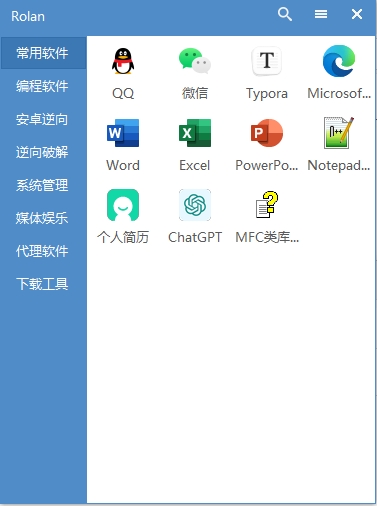 Rolan
常用软件
编程软件
安卓逆向
逆向破解
系统管理
媒体娱乐
代理软件
下载工具
QQ
微信
Typora
Microsof...
Word
Excel
PowerPo...
Notepad...
个人简历
ChatGPT
MFC类库...